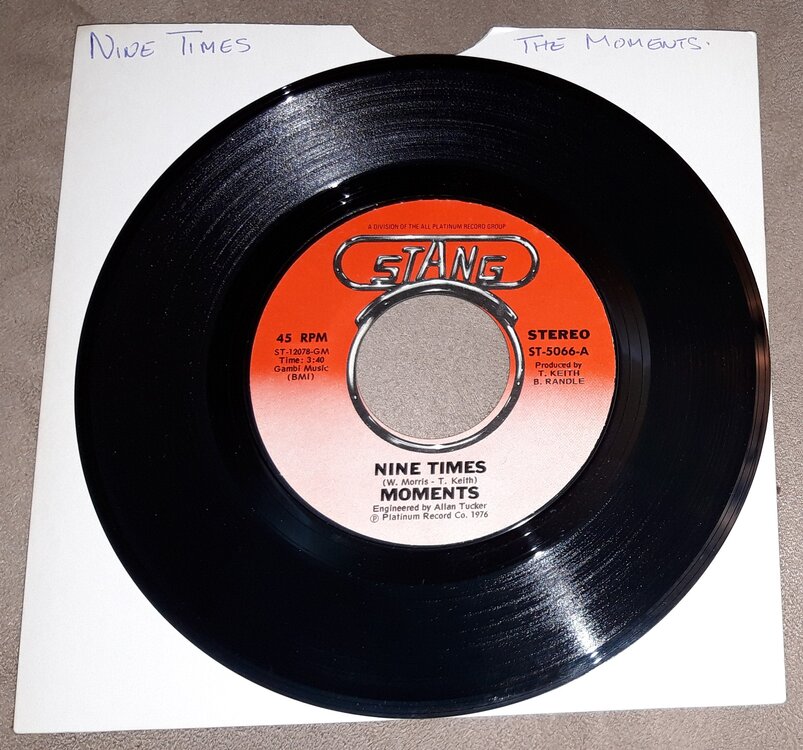 NINE TIMES
THE MOMENTS.
A DIVISION OF THE ALL PLATINUM RECORD GROUP
STANG
45 RPM
ST-12078-GM
Time: 3:40
Gambi Music
(BMI)
STEREO
ST-5066-A
Produced by
T. KEITH
B. RANDLE
NINE TIMES
(W. Morris - T. Keith)
MOMENTS
Engineered by Allan Tucker
℗ Platinum Record Co. 1976